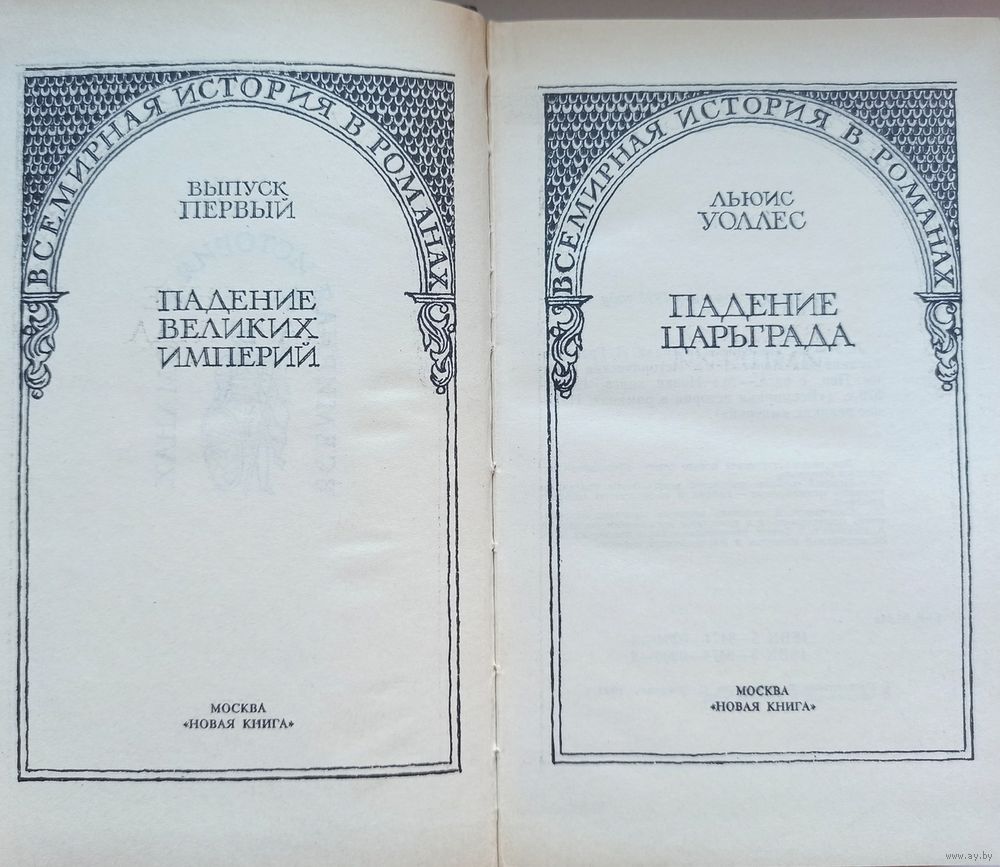 ВСЕМИРНАЯ ИСТОРИЯ В РОМАНАХ
ВЫПУСК
ПЕРВЫЙ
ПАДЕНИЕ
ВЕЛИКИХ
ИМПЕРИЙ
МОСКВА
«НОВАЯ КНИГА»
ВСЕМИРНАЯ ИСТОРИЯ В РОМАНАХ
ЛЬЮИС
УОЛЛЕС
ПАДЕНИЕ
ЦАРЬГРАДА
МОСКВА
«НОВАЯ КНИГА»
www.ay.by